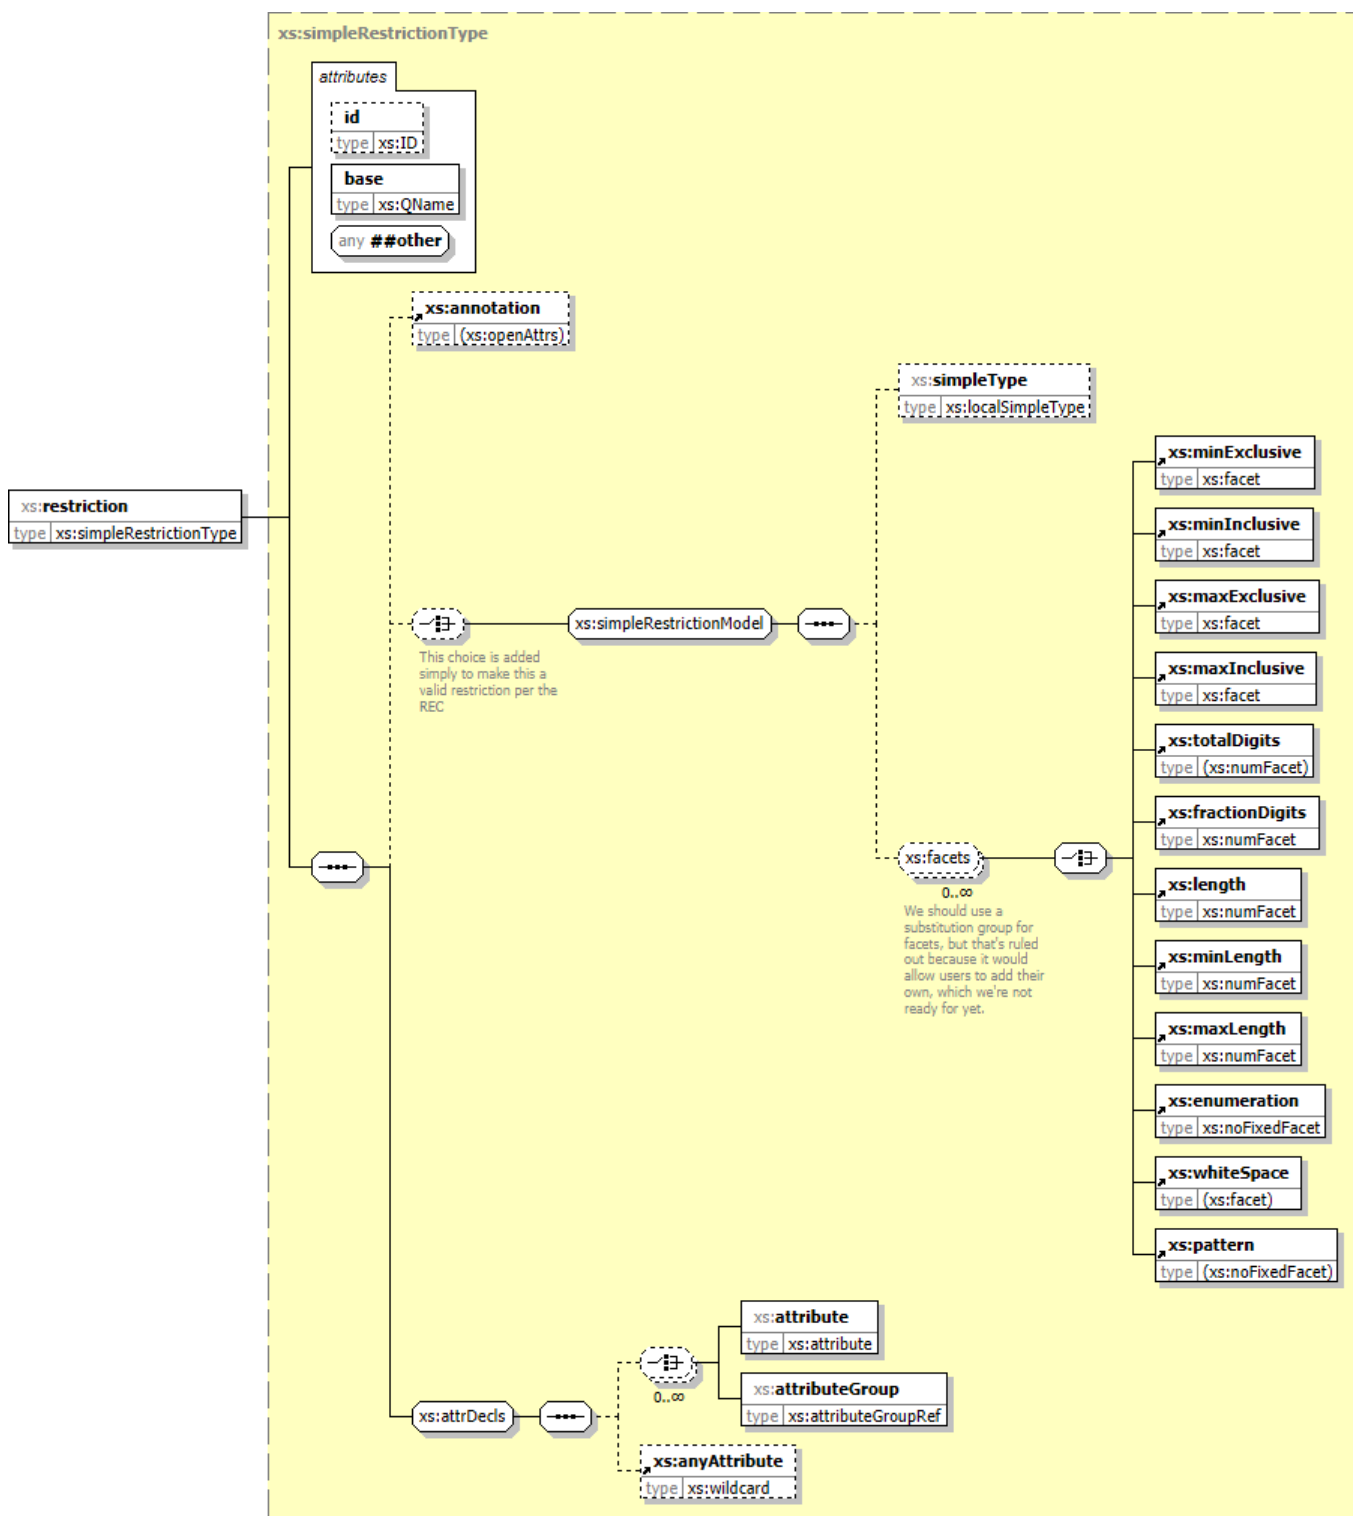 xs:simpleRestrictionType
attributes
id
type xs:ID
base
type xs:QName
any ##other
xs:annotation
type (xs:openAttrs)
xs:simpleType
type xs:localSimpleType
xs:restriction
type xs:simpleRestrictionType
xs:simpleRestrictionModel
This choice is added
simply to make this a
valid restriction per the
REC
xs:facets
0..∞
We should use a
substitution group for
facets, but that's ruled
out because it would
allow users to add their
own, which we're not
ready for yet.
xs:minExclusive
type xs:facet
xs:minInclusive
type xs:facet
xs:maxExclusive
type xs:facet
xs:maxInclusive
type xs:facet
xs:totalDigits
type (xs:numFacet)
xs:fractionDigits
type xs:numFacet
xs:length
type xs:numFacet
xs:minLength
type xs:numFacet
xs:maxLength
type xs:numFacet
xs:enumeration
type xs:noFixedFacet
xs:whiteSpace
type (xs:facet)
xs:pattern
type (xs:noFixedFacet)
xs:attrDecls
0..∞
xs:attribute
type xs:attribute
xs:attributeGroup
type xs:attributeGroupRef
xs:anyAttribute
type xs:wildcard